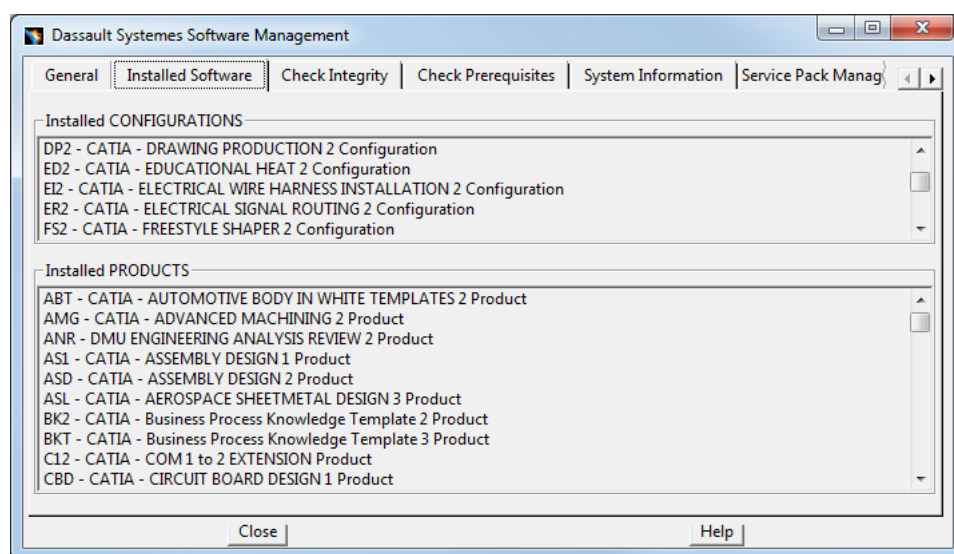 Dassault Systemes Software Management
General Installed Software Check Integrity Check Prerequisites System Information Service Pack Manag
Installed CONFIGURATIONS
DP2 - CATIA - DRAWING PRODUCTION 2 Configuration
ED2 - CATIA - EDUCATIONAL HEAT 2 Configuration
EI2 - CATIA - ELECTRICAL WIRE HARNESS INSTALLATION 2 Configuration
ER2 - CATIA - ELECTRICAL SIGNAL ROUTING 2 Configuration
FS2 - CATIA - FREESTYLE SHAPER 2 Configuration
Installed PRODUCTS
ABT - CATIA - AUTOMOTIVE BODY IN WHITE TEMPLATES 2 Product
AMG - CATIA - ADVANCED MACHINING 2 Product
ANR - DMU ENGINEERING ANALYSIS REVIEW 2 Product
AS1 - CATIA - ASSEMBLY DESIGN 1 Product
ASD - CATIA - ASSEMBLY DESIGN 2 Product
ASL - CATIA - AEROSPACE SHEETMETAL DESIGN 3 Product
BK2 - CATIA - Business Process Knowledge Template 2 Product
BKT - CATIA - Business Process Knowledge Template 3 Product
C12 - CATIA - COM 1 to 2 EXTENSION Product
CBD - CATIA - CIRCUIT BOARD DESIGN 1 Product
Close Help